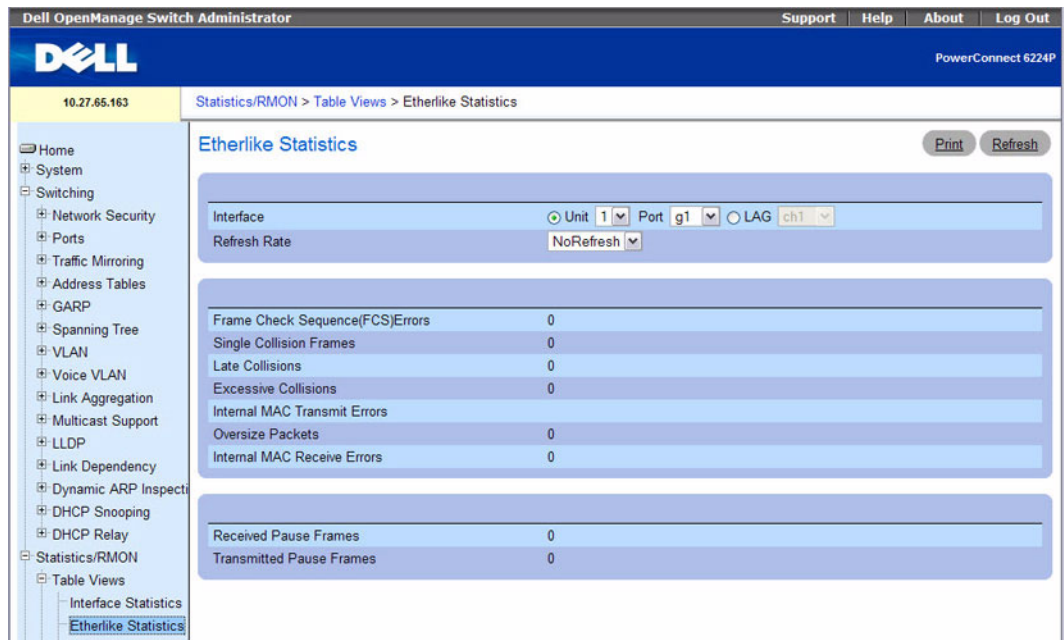 Dell OpenManage Switch Administrator
Support Help About Log Out
DELL
PowerConnect 6224P
10.27.65.163
Statistics/RMON > Table Views > Etherlike Statistics
Home
System
Switching
Network Security
Ports
Traffic Mirroring
Address Tables
GARP
Spanning Tree
VLAN
Voice VLAN
Link Aggregation
Multicast Support
LLDP
Link Dependency
Dynamic ARP Inspecti
DHCP Snooping
DHCP Relay
Statistics/RMON
Table Views
Interface Statistics
Etherlike Statistics
Etherlike Statistics
Print Refresh
Interface Unit 1 Port g1 LAG ch1
Refresh Rate NoRefresh
Frame Check Sequence(FCS)Errors 0
Single Collision Frames 0
Late Collisions 0
Excessive Collisions 0
Internal MAC Transmit Errors
Oversize Packets 0
Internal MAC Receive Errors 0
Received Pause Frames 0
Transmitted Pause Frames 0